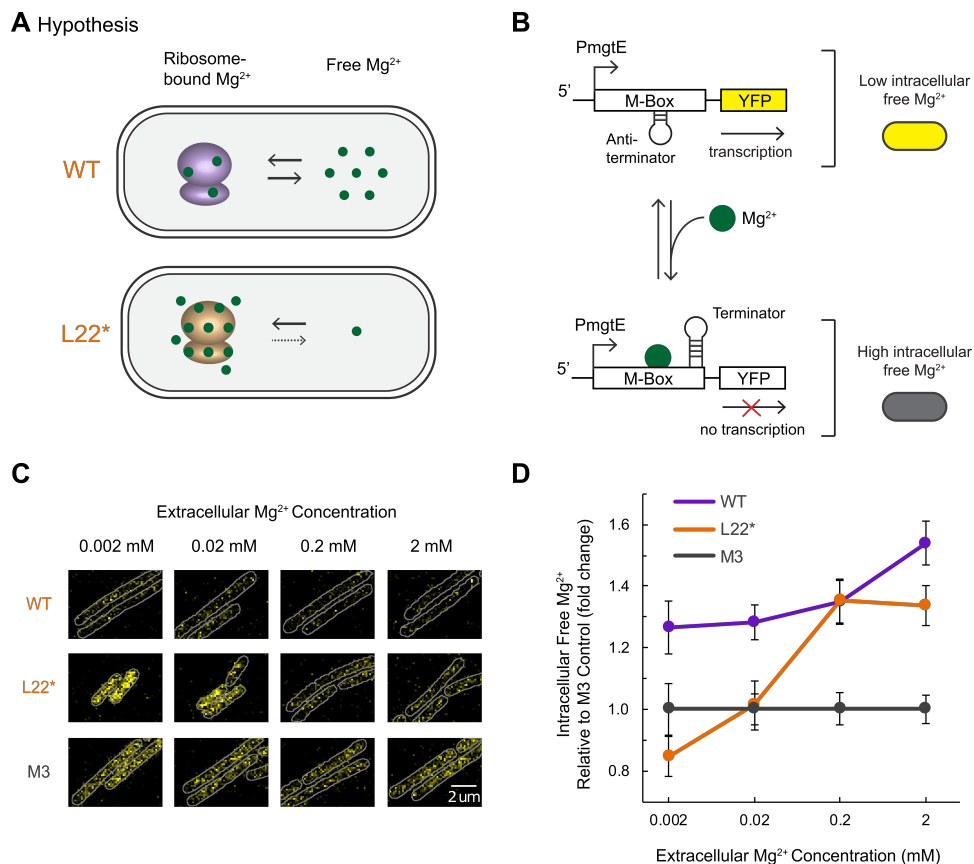 A Hypothesis
Ribosome-
bound Mg²⁺
Free Mg²⁺
WT
L22*
B
PmgtE
5'
M-Box
YFP
Anti-
terminator
transcription
Low intracellular
free Mg²⁺
Mg²⁺
Terminator
PmgtE
5'
M-Box
YFP
no transcription
High intracellular
free Mg²⁺
C
Extracellular Mg²⁺ Concentration
0.002 mM 0.02 mM 0.2 mM 2 mM
WT
L22*
M3
2 um
D
WT
L22*
M3
Intracellular Free Mg²⁺
Relative to M3 Control (fold change)
1.6
1.4
1.2
1.0
0.8
0.002 0.02 0.2 2
Extracellular Mg²⁺ Concentration (mM)